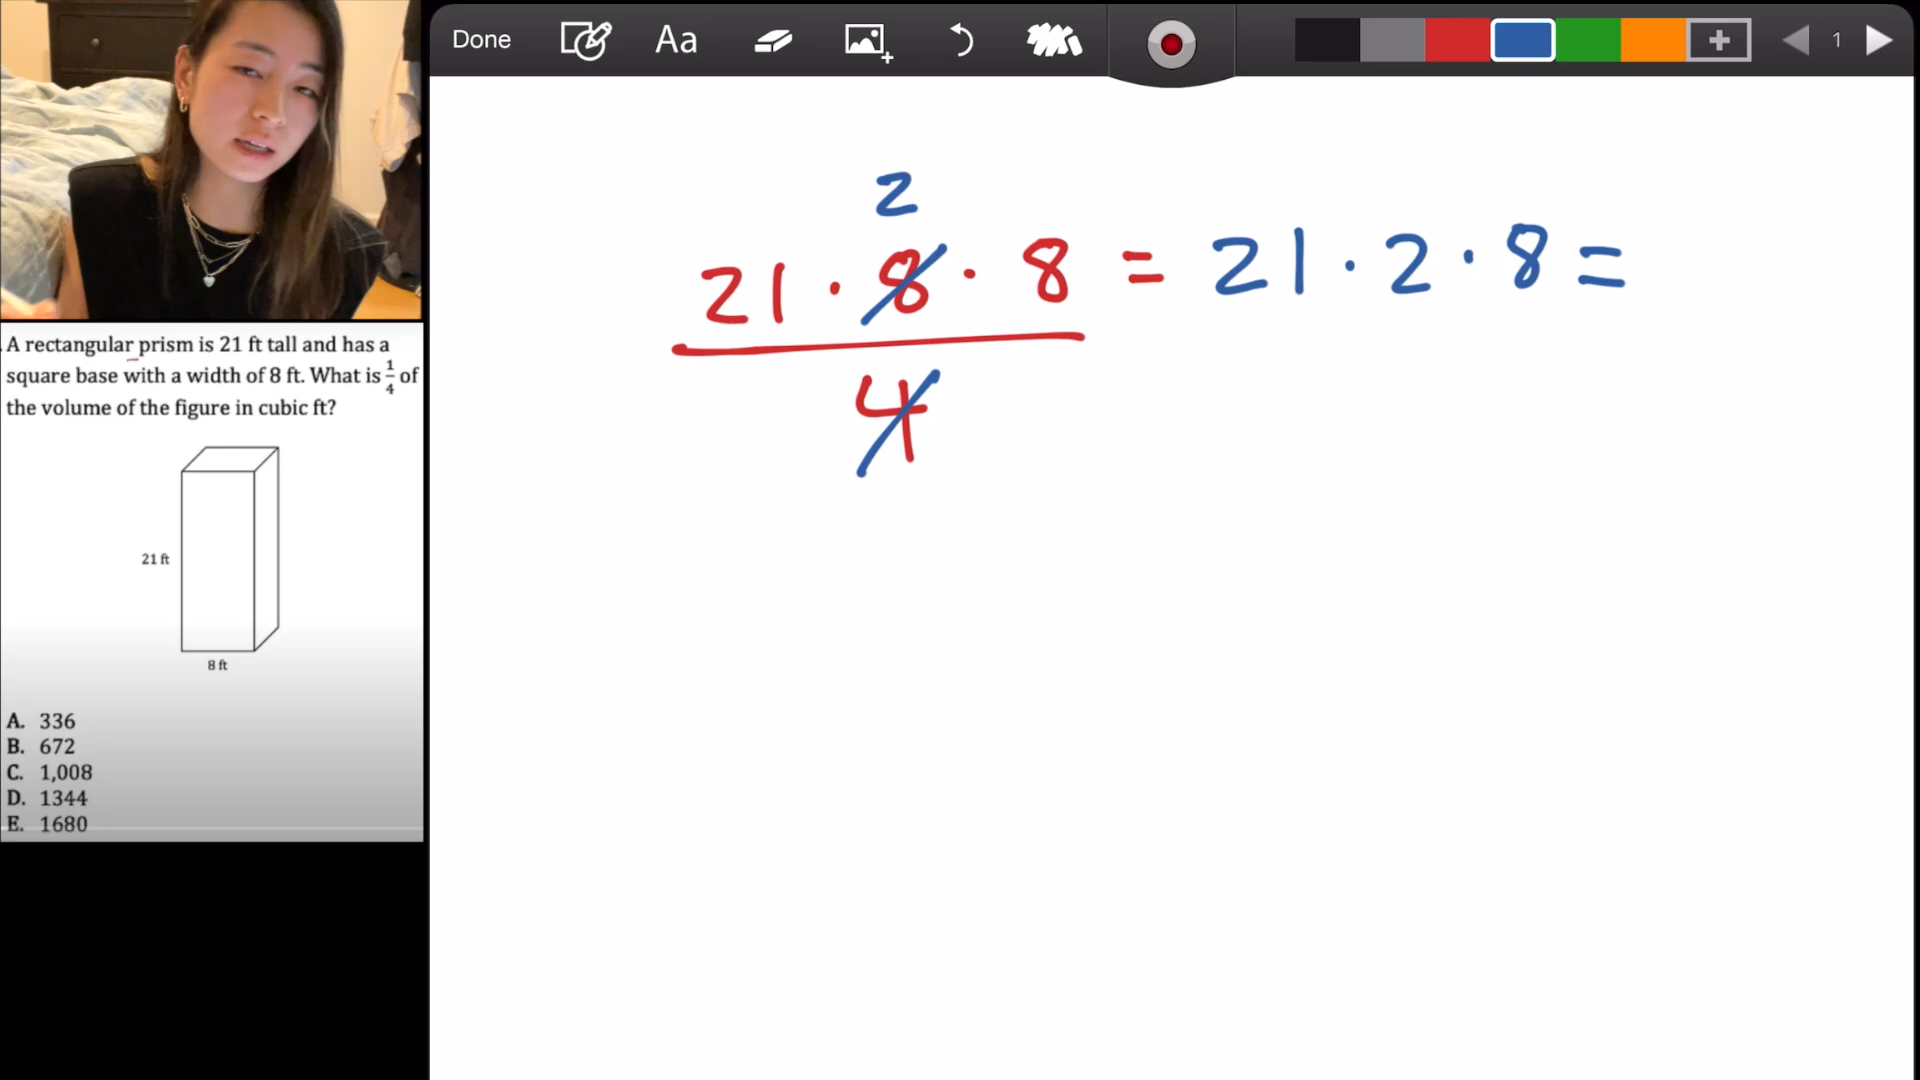 Done Aa 1
2
21 · 8 · 8 = 21 · 2 · 8 =
4
A rectangular prism is 21 ft tall and has a
square base with a width of 8 ft. What is 1/4 of
the volume of the figure in cubic ft?
21 ft
8 ft
A. 336
B. 672
C. 1,008
D. 1344
E. 1680